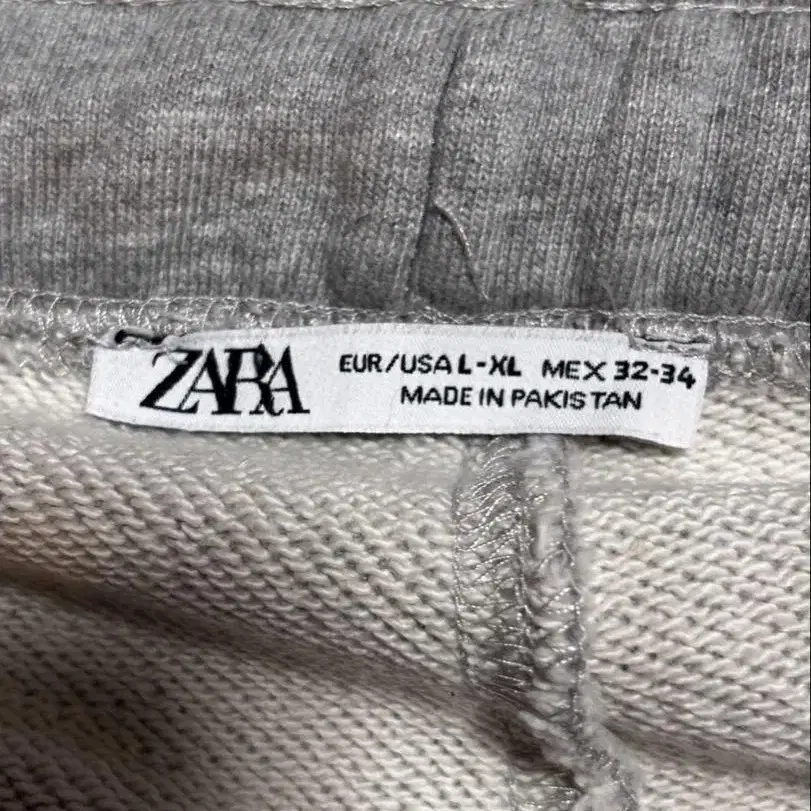 ZARA
EUR/USA L-XL MEX 32-34
MADE IN PAKISTAN